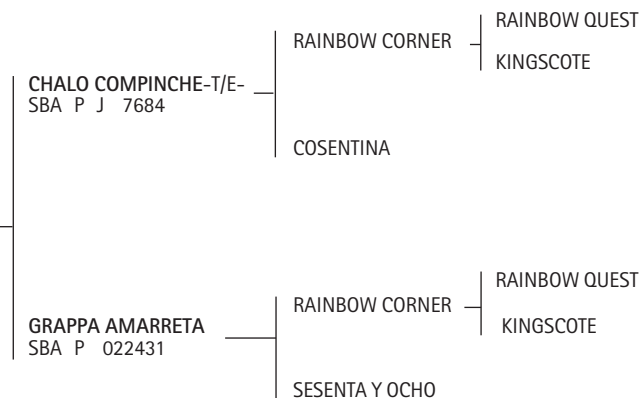 RAINBOW QUEST
RAINBOW CORNER
KINGSCOTE
CHALO COMPINCHE-T/E-
SBA P J 7684
COSENTINA
RAINBOW QUEST
RAINBOW CORNER
KINGSCOTE
GRAPPA AMARRETA
SBA P 022431
SESENTA Y OCHO